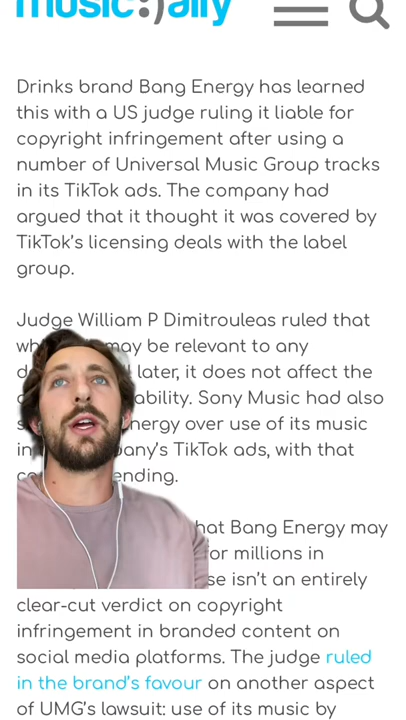 music:)ally
Drinks brand Bang Energy has learned
this with a US judge ruling it liable for
copyright infringement after using a
number of Universal Music Group tracks
in its TikTok ads. The company had
argued that it thought it was covered by
TikTok's licensing deals with the label
group.
Judge William P Dimitrouleas ruled that
may be relevant to any
later, it does not affect the
Sony Music had also
over use of its music
in TikTok ads, with that
hat Bang Energy may
for millions in
isn't an entirely
clear-cut verdict on copyright
infringement in branded content on
social media platforms. The judge ruled
in the brand's favour on another aspect
of UMG's lawsuit: use of its music by